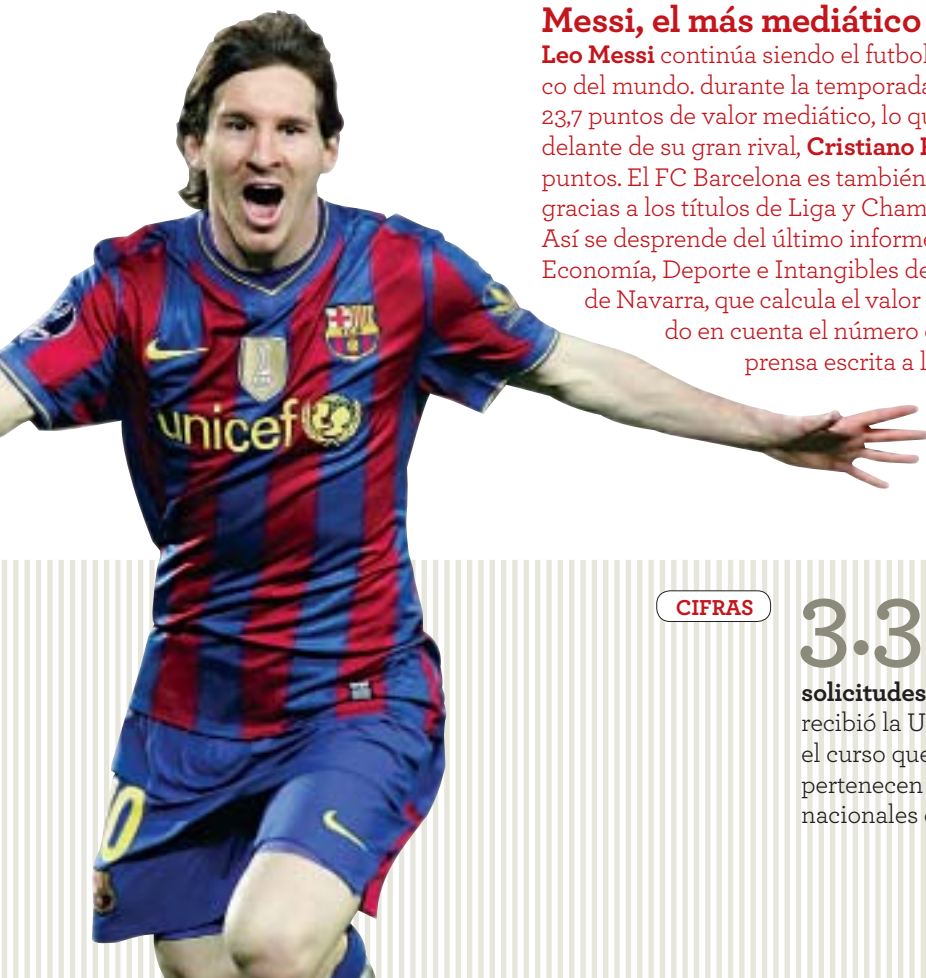 Messi, el más mediático
Leo Messi continúa siendo el futbol
co del mundo. durante la temporada
23,7 puntos de valor mediático, lo qu
delante de su gran rival, Cristiano
puntos. El FC Barcelona es también
gracias a los títulos de Liga y Cham
Así se desprende del último informe
Economía, Deporte e Intangibles de
de Navarra, que calcula el valor
do en cuenta el número
prensa escrita a l
unicef
CIFRAS
3.3
solicitudes
recibió la U
el curso que
pertenecen
nacionales